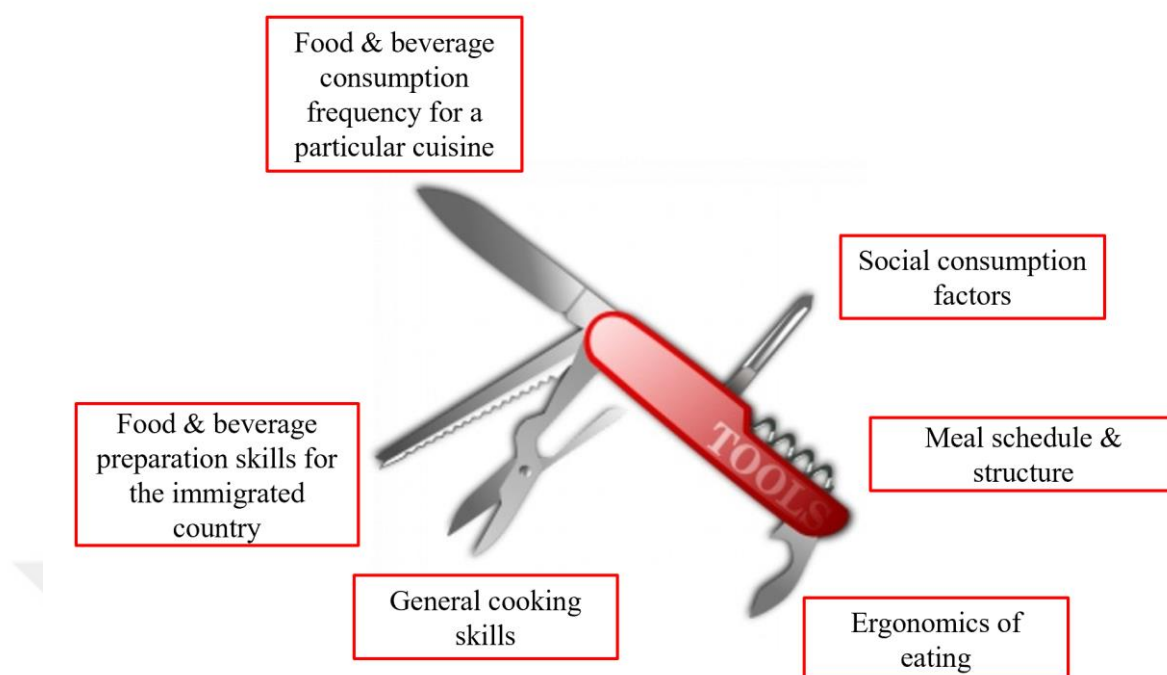 Food & beverage
consumption
frequency for a
particular cuisine
Social consumption
factors
Food & beverage
preparation skills for
the immigrated
country
Meal schedule &
structure
TOOLS
General cooking
skills
Ergonomics of
eating